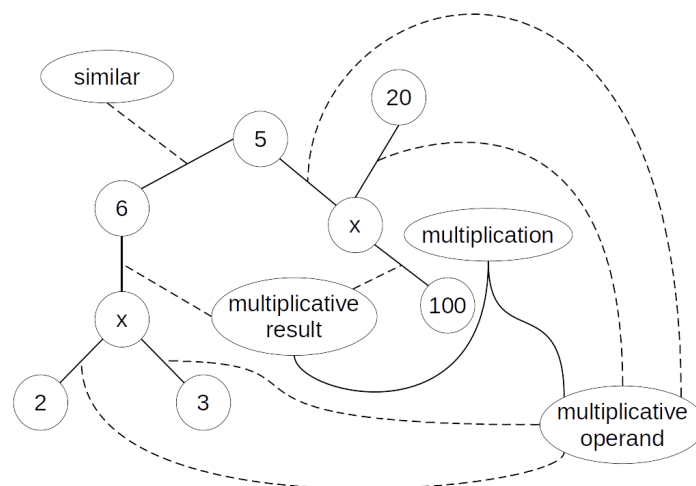 similar
20
5
6
x
multiplication
multiplicative
result
100
x
2
3
multiplicative
operand